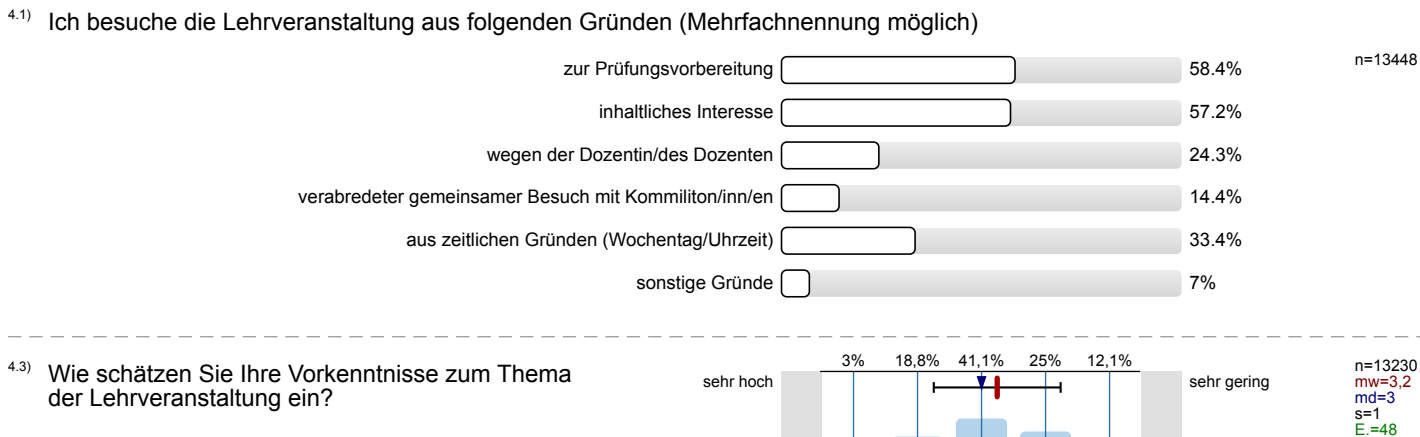 4.1) Ich besuche die Lehrveranstaltung aus folgenden Gründen (Mehrfachnennung möglich)
zur Prüfungsvorbereitung 58.4% n=13448
inhaltliches Interesse 57.2%
wegen der Dozentin/des Dozenten 24.3%
verabredeter gemeinsamer Besuch mit Kommiliton/inn/en 14.4%
aus zeitlichen Gründen (Wochentag/Uhrzeit) 33.4%
sonstige Gründe 7%
4.3) Wie schätzen Sie Ihre Vorkenntnisse zum Thema
der Lehrveranstaltung ein?
3% 18,8% 41,1% 25% 12,1%
sehr hoch sehr gering
n=13230
mw=3,2
md=3
s=1
E.=48